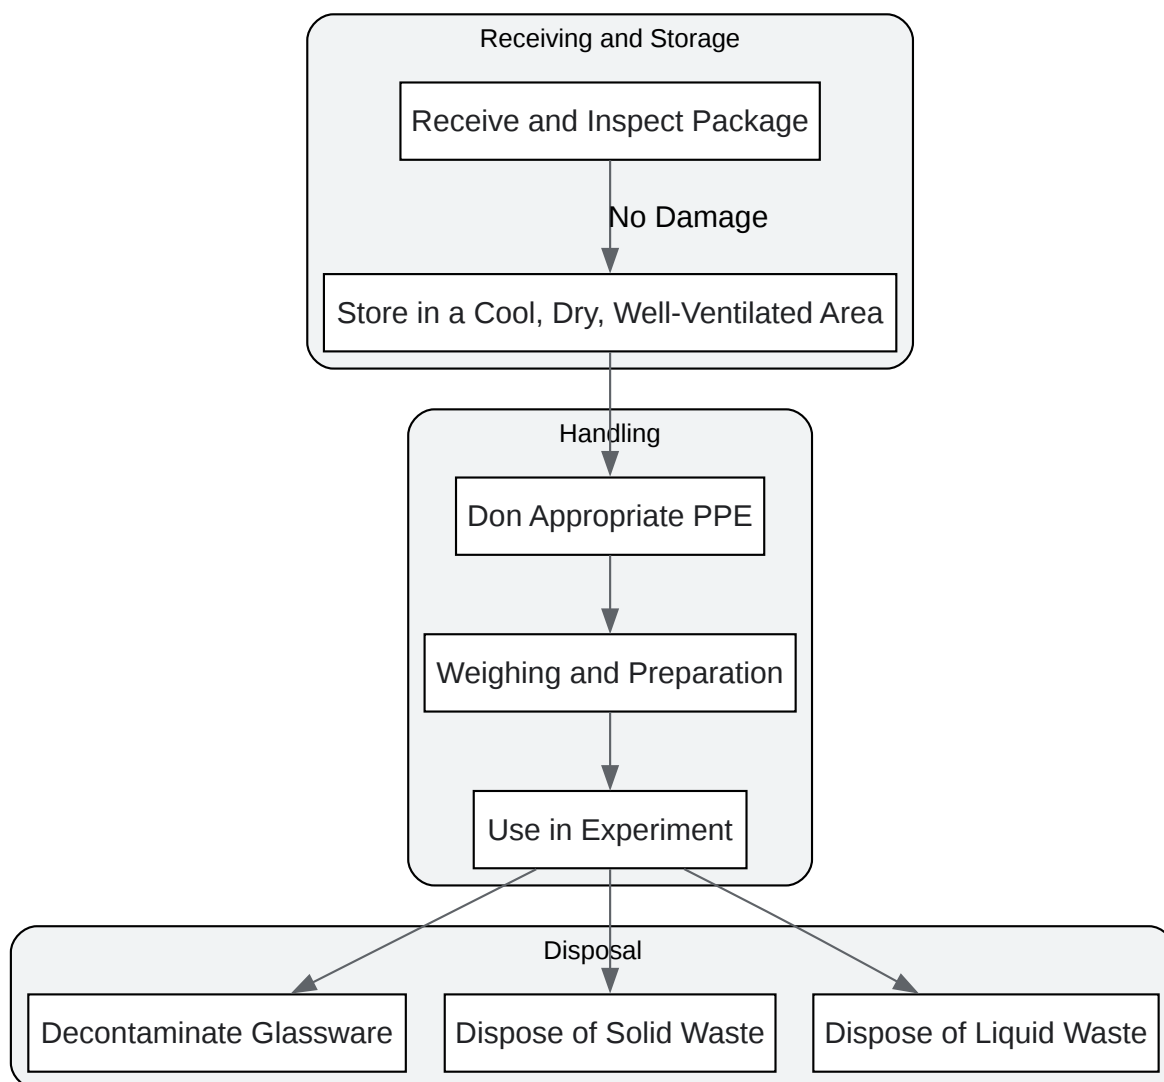 Receiving and Storage
Receive and Inspect Package
No Damage
Store in a Cool, Dry, Well-Ventilated Area
Handling
Don Appropriate PPE
Weighing and Preparation
Use in Experiment
Disposal
Decontaminate Glassware
Dispose of Solid Waste
Dispose of Liquid Waste